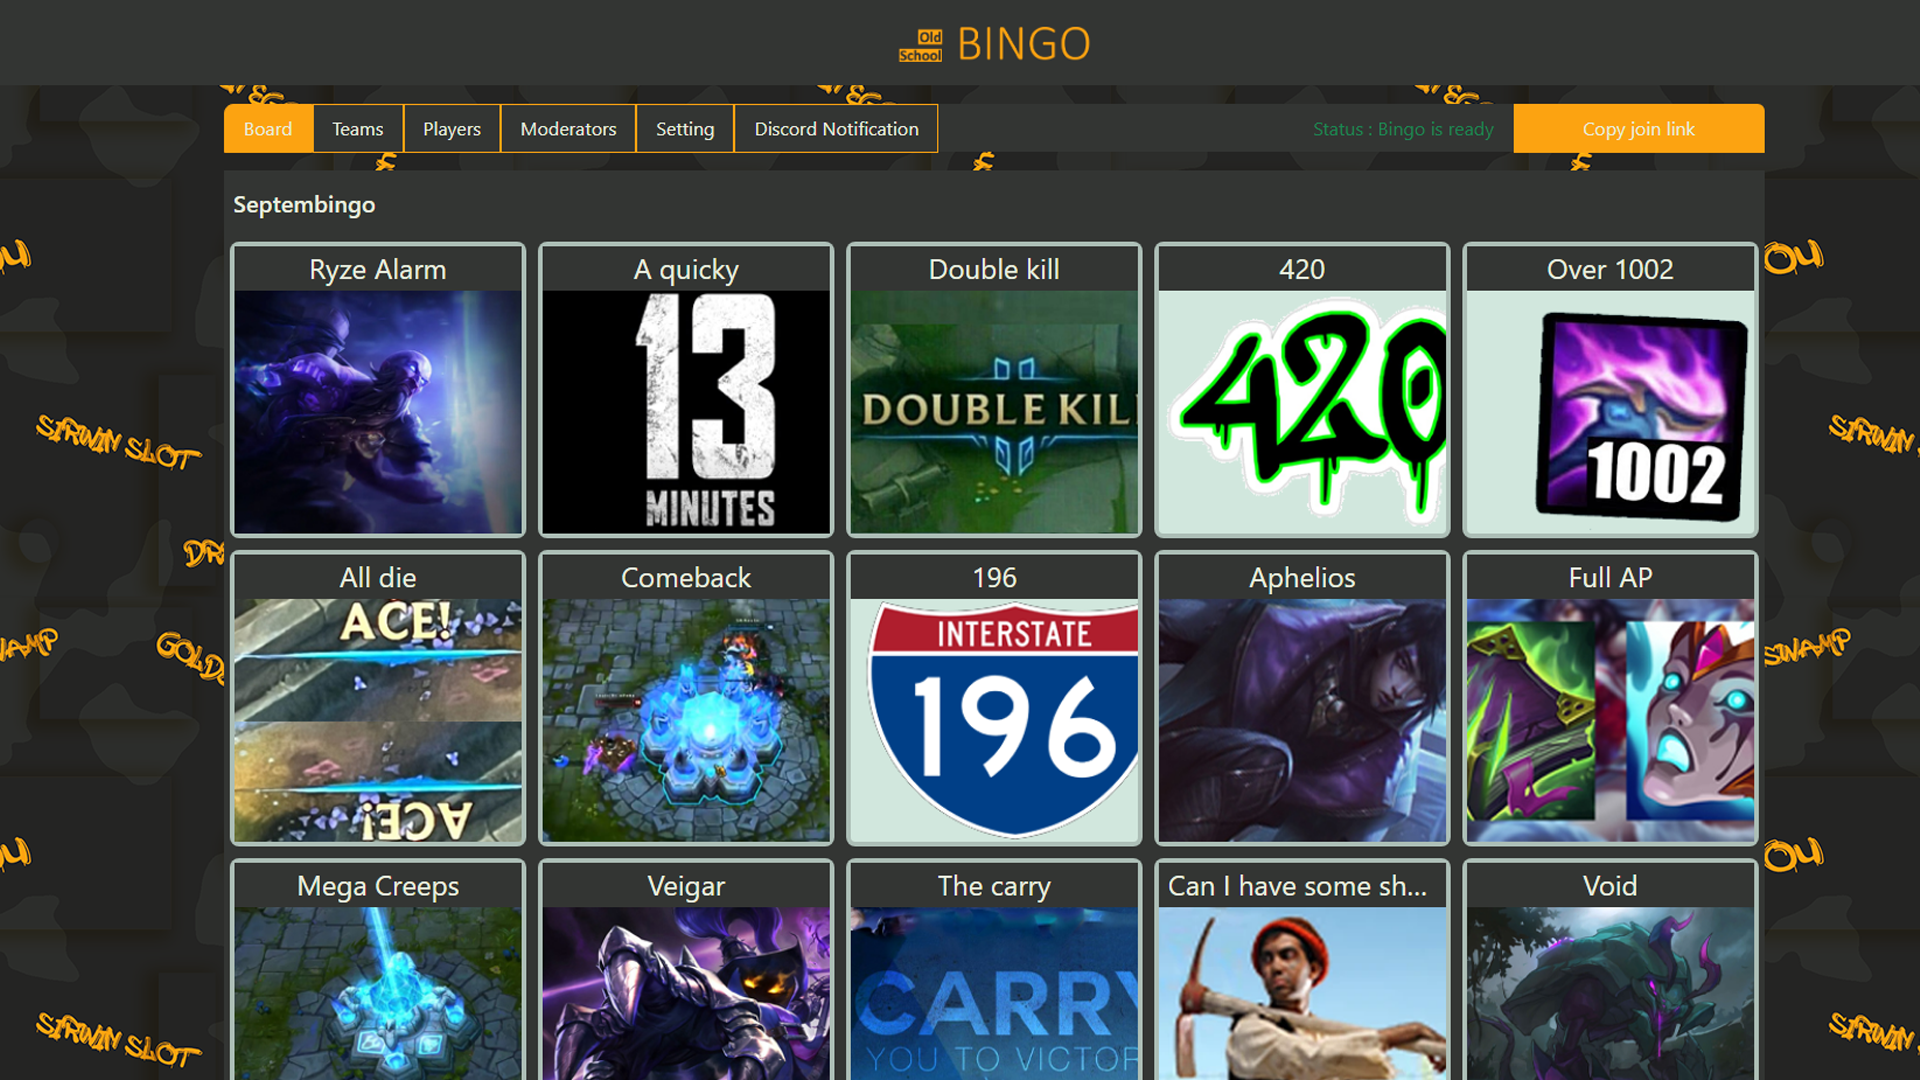 Old
School
BINGO
Board
Teams
Players
Moderators
Setting
Discord Notification
Status : Bingo is ready
Copy join link
Septembingo
Ryze Alarm
A quicky
Double kill
420
Over 1002
13
MINUTES
DOUBLE KIL
420
1002
All die
Comeback
196
Aphelios
Full AP
ACE!
ACE!
INTERSTATE
196
Mega Creeps
Veigar
The carry
Can I have some sh...
Void
CARRY
YOU TO VICTOR
SIRWIN SLOT
SIRWIN
GOLD
SWAMP
SIRWIN SLOT
SIRWIN